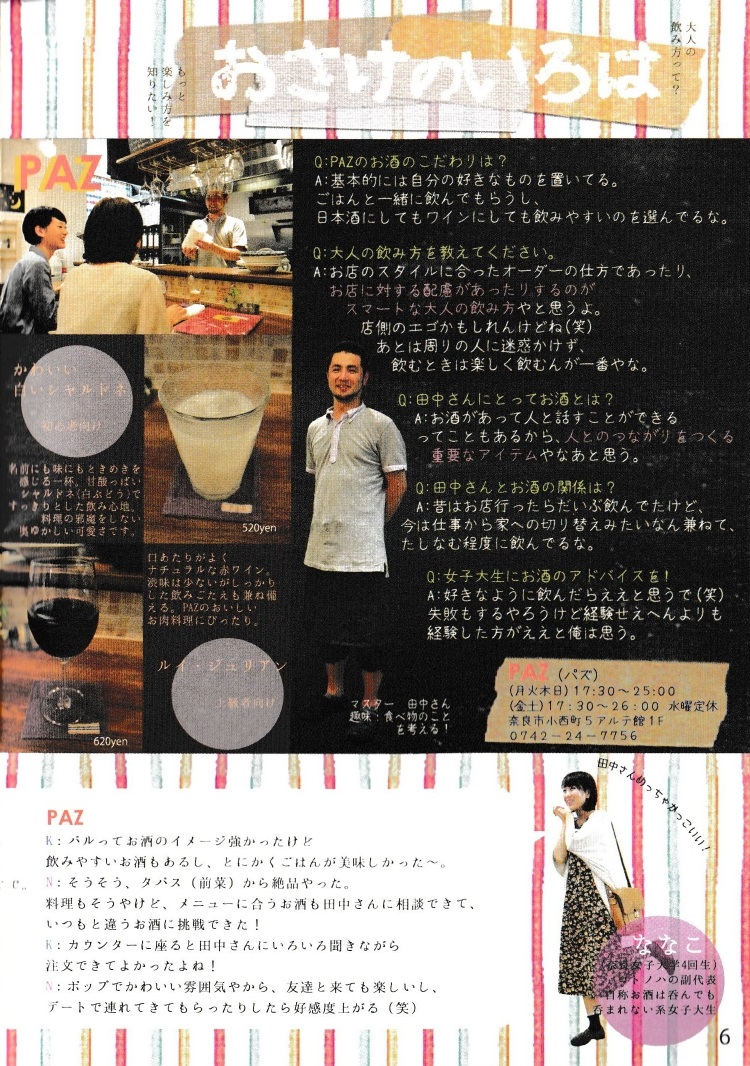 大人の
飲み方って？
おさけのいろは
もっと
楽しみ方を
知りたい！
PAZ
Q:PAZのお酒のこだわりは？
A:基本的には自分の好きなものを置いてる。
ごはんと一緒に飲んでもらうし、
日本酒にしてもワインにしても飲みやすいのを選んでるな。
Q:大人の飲み方を教えてください。
A:お店のスタイルに合ったオーダーの仕方であったり、
お店に対する配慮があったりするのが
スマートな大人の飲み方やと思うよ。
店側のエゴかもしれんけどね(笑)
あとは周りの人に迷惑かけず、
飲むときは楽しく飲むんが一番やな。
Q:田中さんにとってお酒とは？
A:お酒があって人と話すことができる
ってこともあるから、人とのつながりをつくる
重要なアイテムやなあと思う。
Q:田中さんとお酒の関係は？
A:昔はお店行ったらだいぶ飲んでたけど、
今は仕事から家への切り替えみたいなん兼ねて、
たしなむ程度に飲んでるな。
Q:女子大生にお酒のアドバイスを！
A:好きなように飲んだらええと思うで(笑)
失敗もするやろうけど経験せえへんよりも
経験した方がええと俺は思う。
かわいい
白いシャルドネ
初心者向け
名前にも味にもときめきを
感じる一杯。甘酸っぱい
シャルドネ(白ぶどう)で
すっきりとした飲み心地。
料理の邪魔をしない
奥ゆかしい可愛さです。
520yen
口あたりがよく
ナチュラルな赤ワイン。
渋味は少ないがしっかり
した飲みごたえも兼ね備
える。PAZのおいしい
お肉料理にぴったり。
ルイ・ジュリアン
上級者向け
620yen
マスター　田中さん
趣味：食べ物のこと
を考える！
PAZ (パズ)
(月火木日)17:30～25:00
(金土)17:30～26:00 水曜定休
奈良市小西町5アルテ館1F
0742-24-7756
PAZ
K：バルってお酒のイメージ強かったけど
飲みやすいお酒もあるし、とにかくごはんが美味しかった～。
N：そうそう、タパス（前菜）から絶品やった。
料理もそうやけど、メニューに合うお酒も田中さんに相談できて、
いつもと違うお酒に挑戦できた！
K：カウンターに座ると田中さんにいろいろ聞きながら
注文できてよかったよね！
N：ポップでかわいい雰囲気やから、友達と来ても楽しいし、
デートで連れてきてもらったりしたら好感度上がる（笑）
田中さんめっちゃかっこいい！
ななこ
(奈良女子大学4回生)
トノハの副代表
自称お酒は呑んでも
呑まれない系女子大生
6